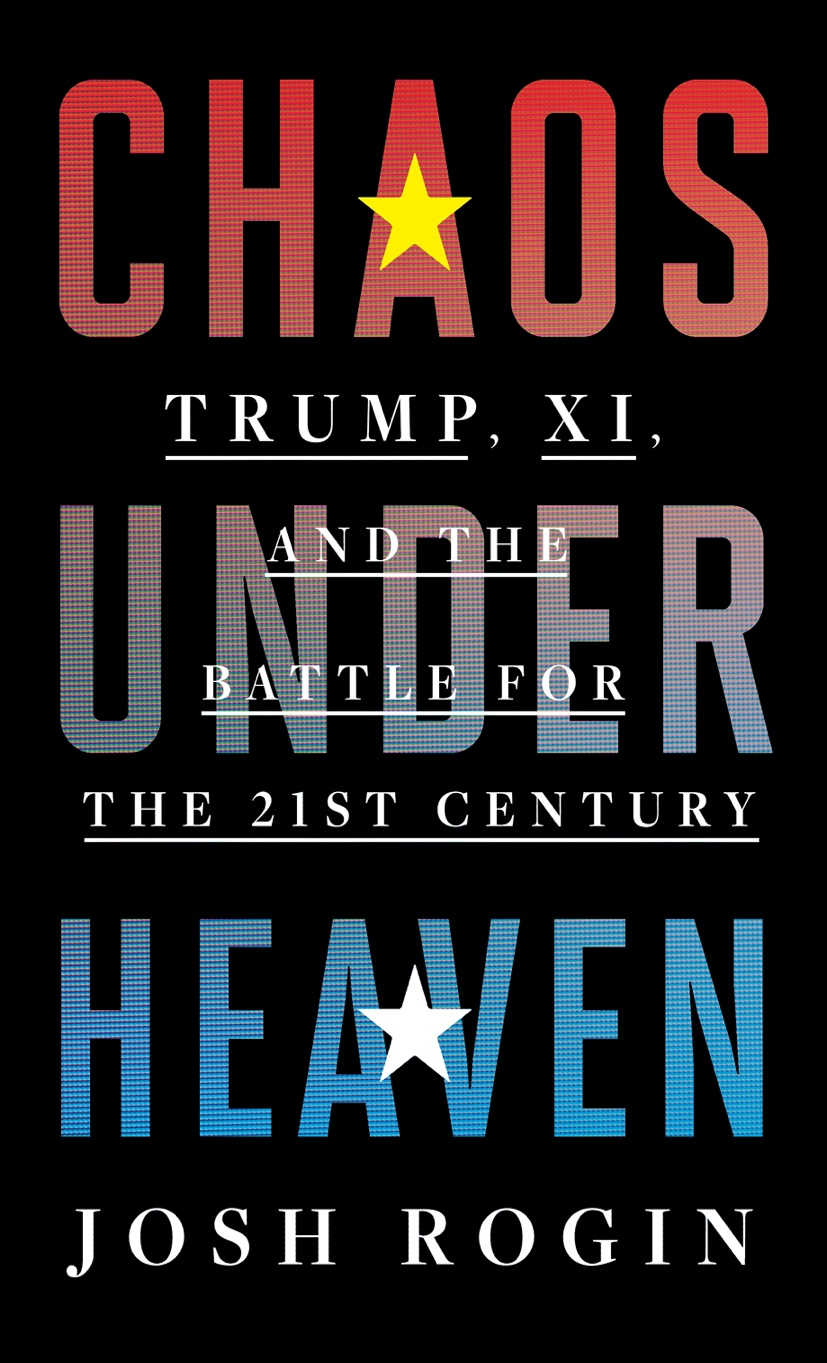 CHAOS
TRUMP, XI,
UNDER
AND THE
BATTLE FOR
THE 21ST CENTURY
HEAVEN
JOSH ROGIN